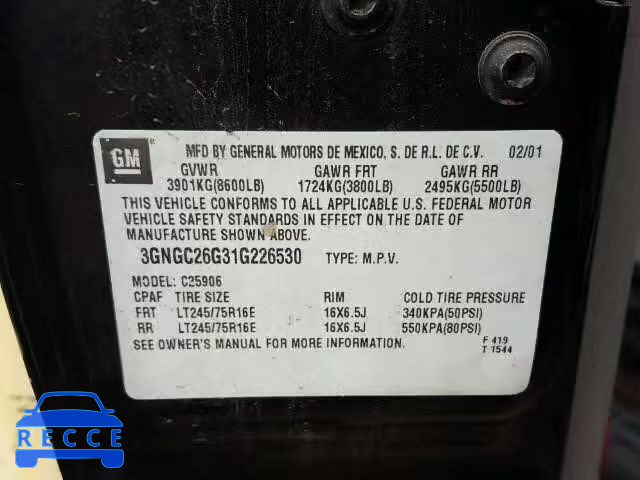 GM
MFD BY GENERAL MOTORS DE MEXICO, S. DE R.L. DE C.V. 02/01
GVWR GAWR FRT GAWR RR
3901KG(8600LB) 1724KG(3800LB) 2495KG(5500LB)
THIS VEHICLE CONFORMS TO ALL APPLICABLE U.S. FEDERAL MOTOR
VEHICLE SAFETY STANDARDS IN EFFECT ON THE DATE OF
MANUFACTURE SHOWN ABOVE.
3GNGC26G31G226530 TYPE: M.P.V.
MODEL: C25906
CPAF TIRE SIZE RIM COLD TIRE PRESSURE
FRT LT245/75R16E 16X6.5J 340KPA(50PSI)
RR LT245/75R16E 16X6.5J 550KPA(80PSI)
SEE OWNER'S MANUAL FOR MORE INFORMATION.
F 419
T 1544
RECCE